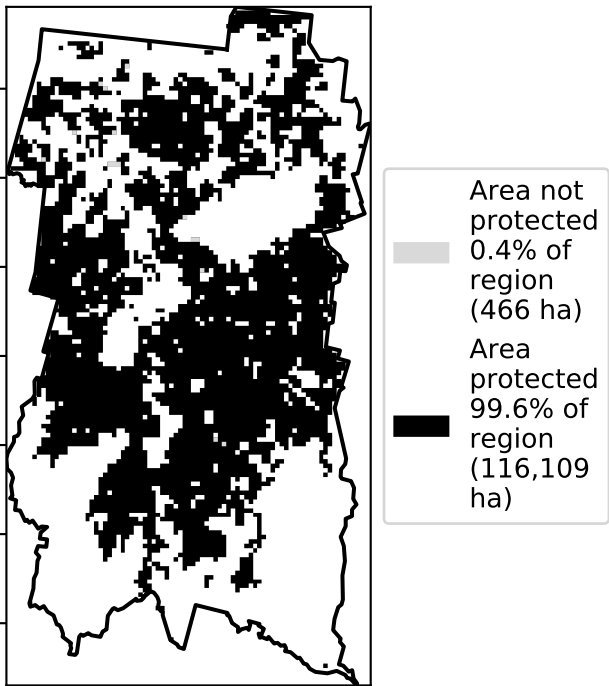 Area not
protected
0.4% of
region
(466 ha)
Area
protected
99.6% of
region
(116,109
ha)